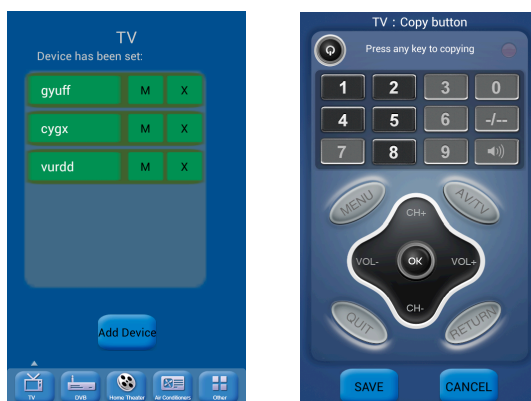 TV
Device has been set:
gyuff M X
cygx M X
vurdd M X
Add Device
TV DVB Home Theater Air Conditioners Other
TV : Copy button
Press any key to copying
1 2 3 0
4 5 6 -/--
7 8 9
MENU AV/TV
CH+
VOL- OK VOL+
CH-
QUIT RETURN
SAVE CANCEL